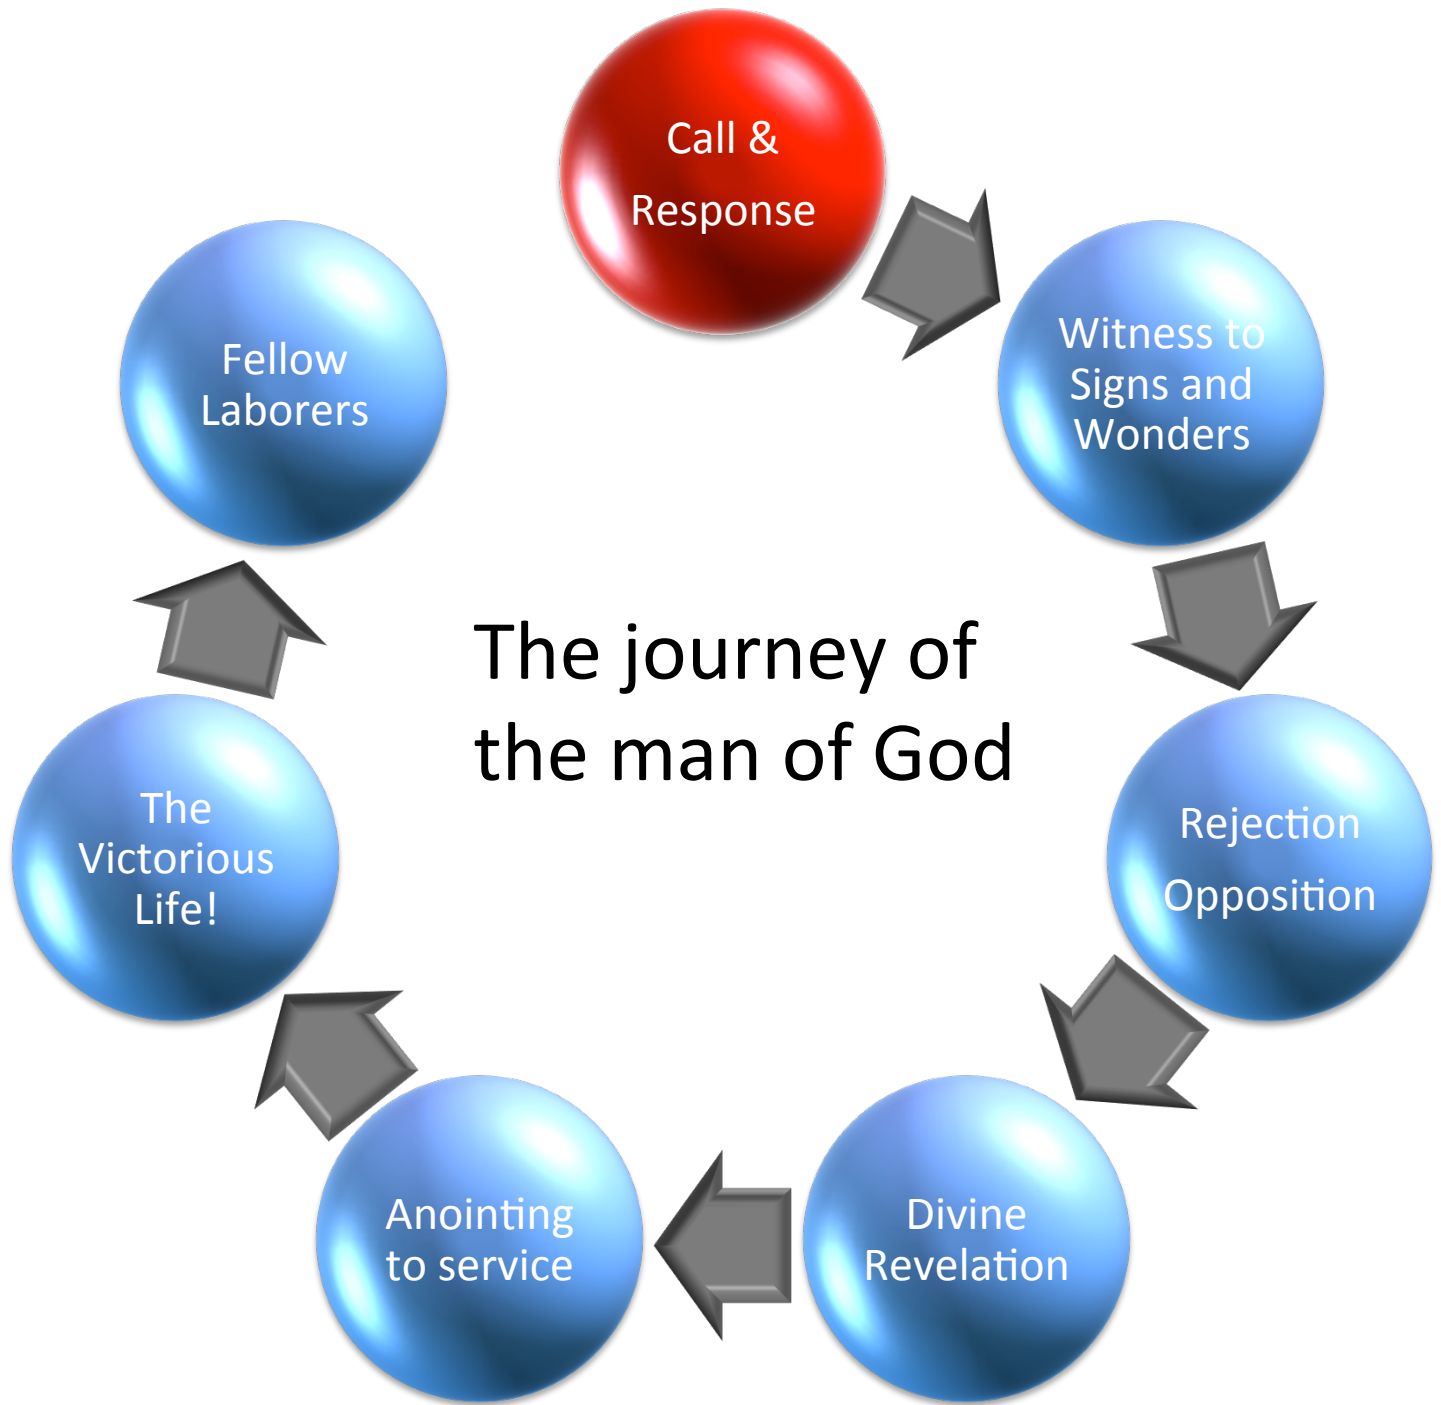 Call &
Response
Witness to
Signs and
Wonders
Rejection
Opposition
Divine
Revelation
Anointing
to service
The
Victorious
Life!
Fellow
Laborers
The journey of
the man of God